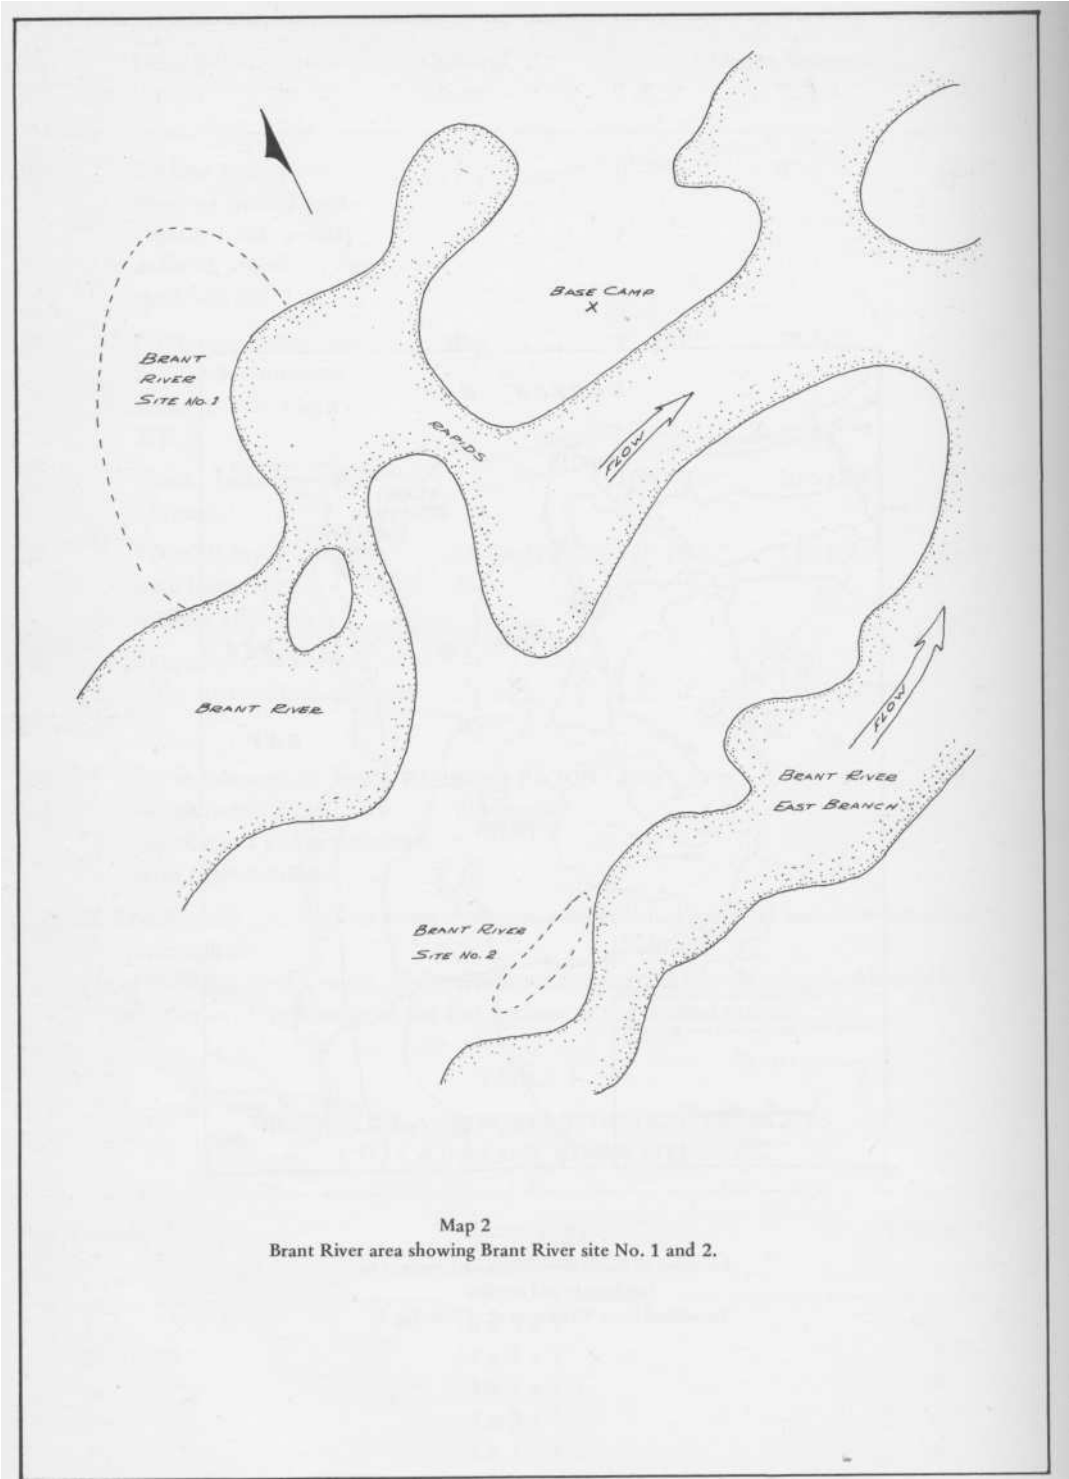 BASE CAMP
X
BRANT
RIVER
SITE NO. 1
RAPIDS
FLOW
BRANT RIVER
FLOW
BRANT RIVER
EAST BRANCH
BRANT RIVER
SITE NO. 2
Map 2
Brant River area showing Brant River site No. 1 and 2.